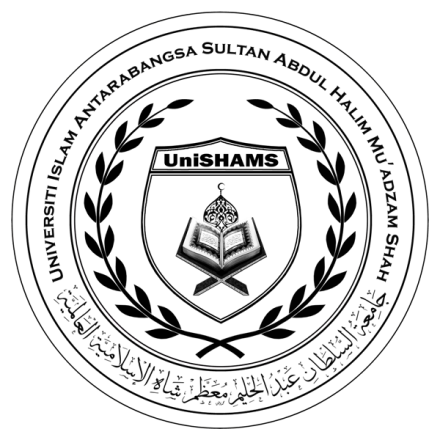 Universiti Islam Antarabangsa Sultan Abdul Halim Mu'adzam Shah
UniSHAMS
جامعة السلطان عبد الحليم معظم شاه الإسلامية العالمية